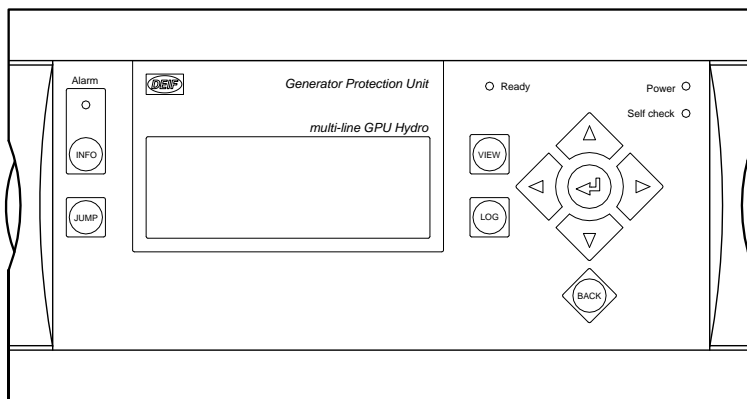 Alarm
DEIF
Generator Protection Unit
Ready
Power
Self check
multi-line GPU Hydro
INFO
VIEW
JUMP
LOG
BACK